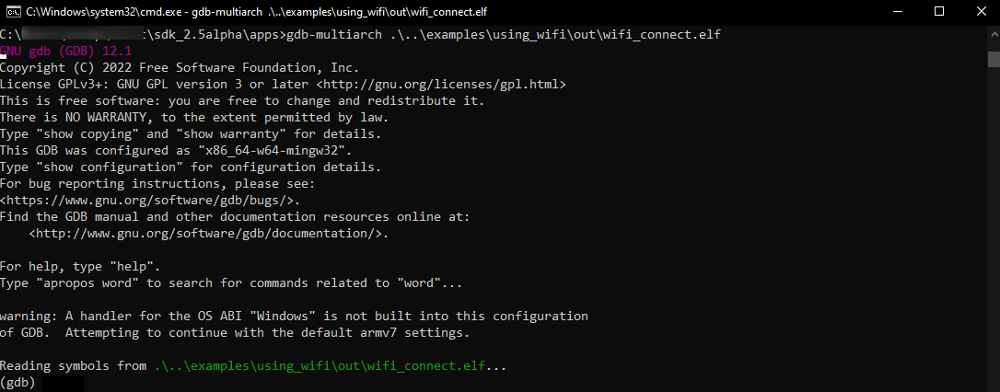 C:\Windows\system32\cmd.exe - gdb-multiarch .\..\examples\using_wifi\out\wifi_connect.elf
C:\ \sdk_2.5alpha\apps>gdb-multiarch .\..\examples\using_wifi\out\wifi_connect.elf
GNU gdb (GDB) 12.1
Copyright (C) 2022 Free Software Foundation, Inc.
License GPLv3+: GNU GPL version 3 or later <http://gnu.org/licenses/gpl.html>
This is free software: you are free to change and redistribute it.
There is NO WARRANTY, to the extent permitted by law.
Type "show copying" and "show warranty" for details.
This GDB was configured as "x86_64-w64-mingw32".
Type "show configuration" for configuration details.
For bug reporting instructions, please see:
<https://www.gnu.org/software/gdb/bugs/>.
Find the GDB manual and other documentation resources online at:
    <http://www.gnu.org/software/gdb/documentation/>.
For help, type "help".
Type "apropos word" to search for commands related to "word"...
warning: A handler for the OS ABI "Windows" is not built into this configuration
of GDB.  Attempting to continue with the default armv7 settings.
Reading symbols from .\..\examples\using_wifi\out\wifi_connect.elf...
(gdb)